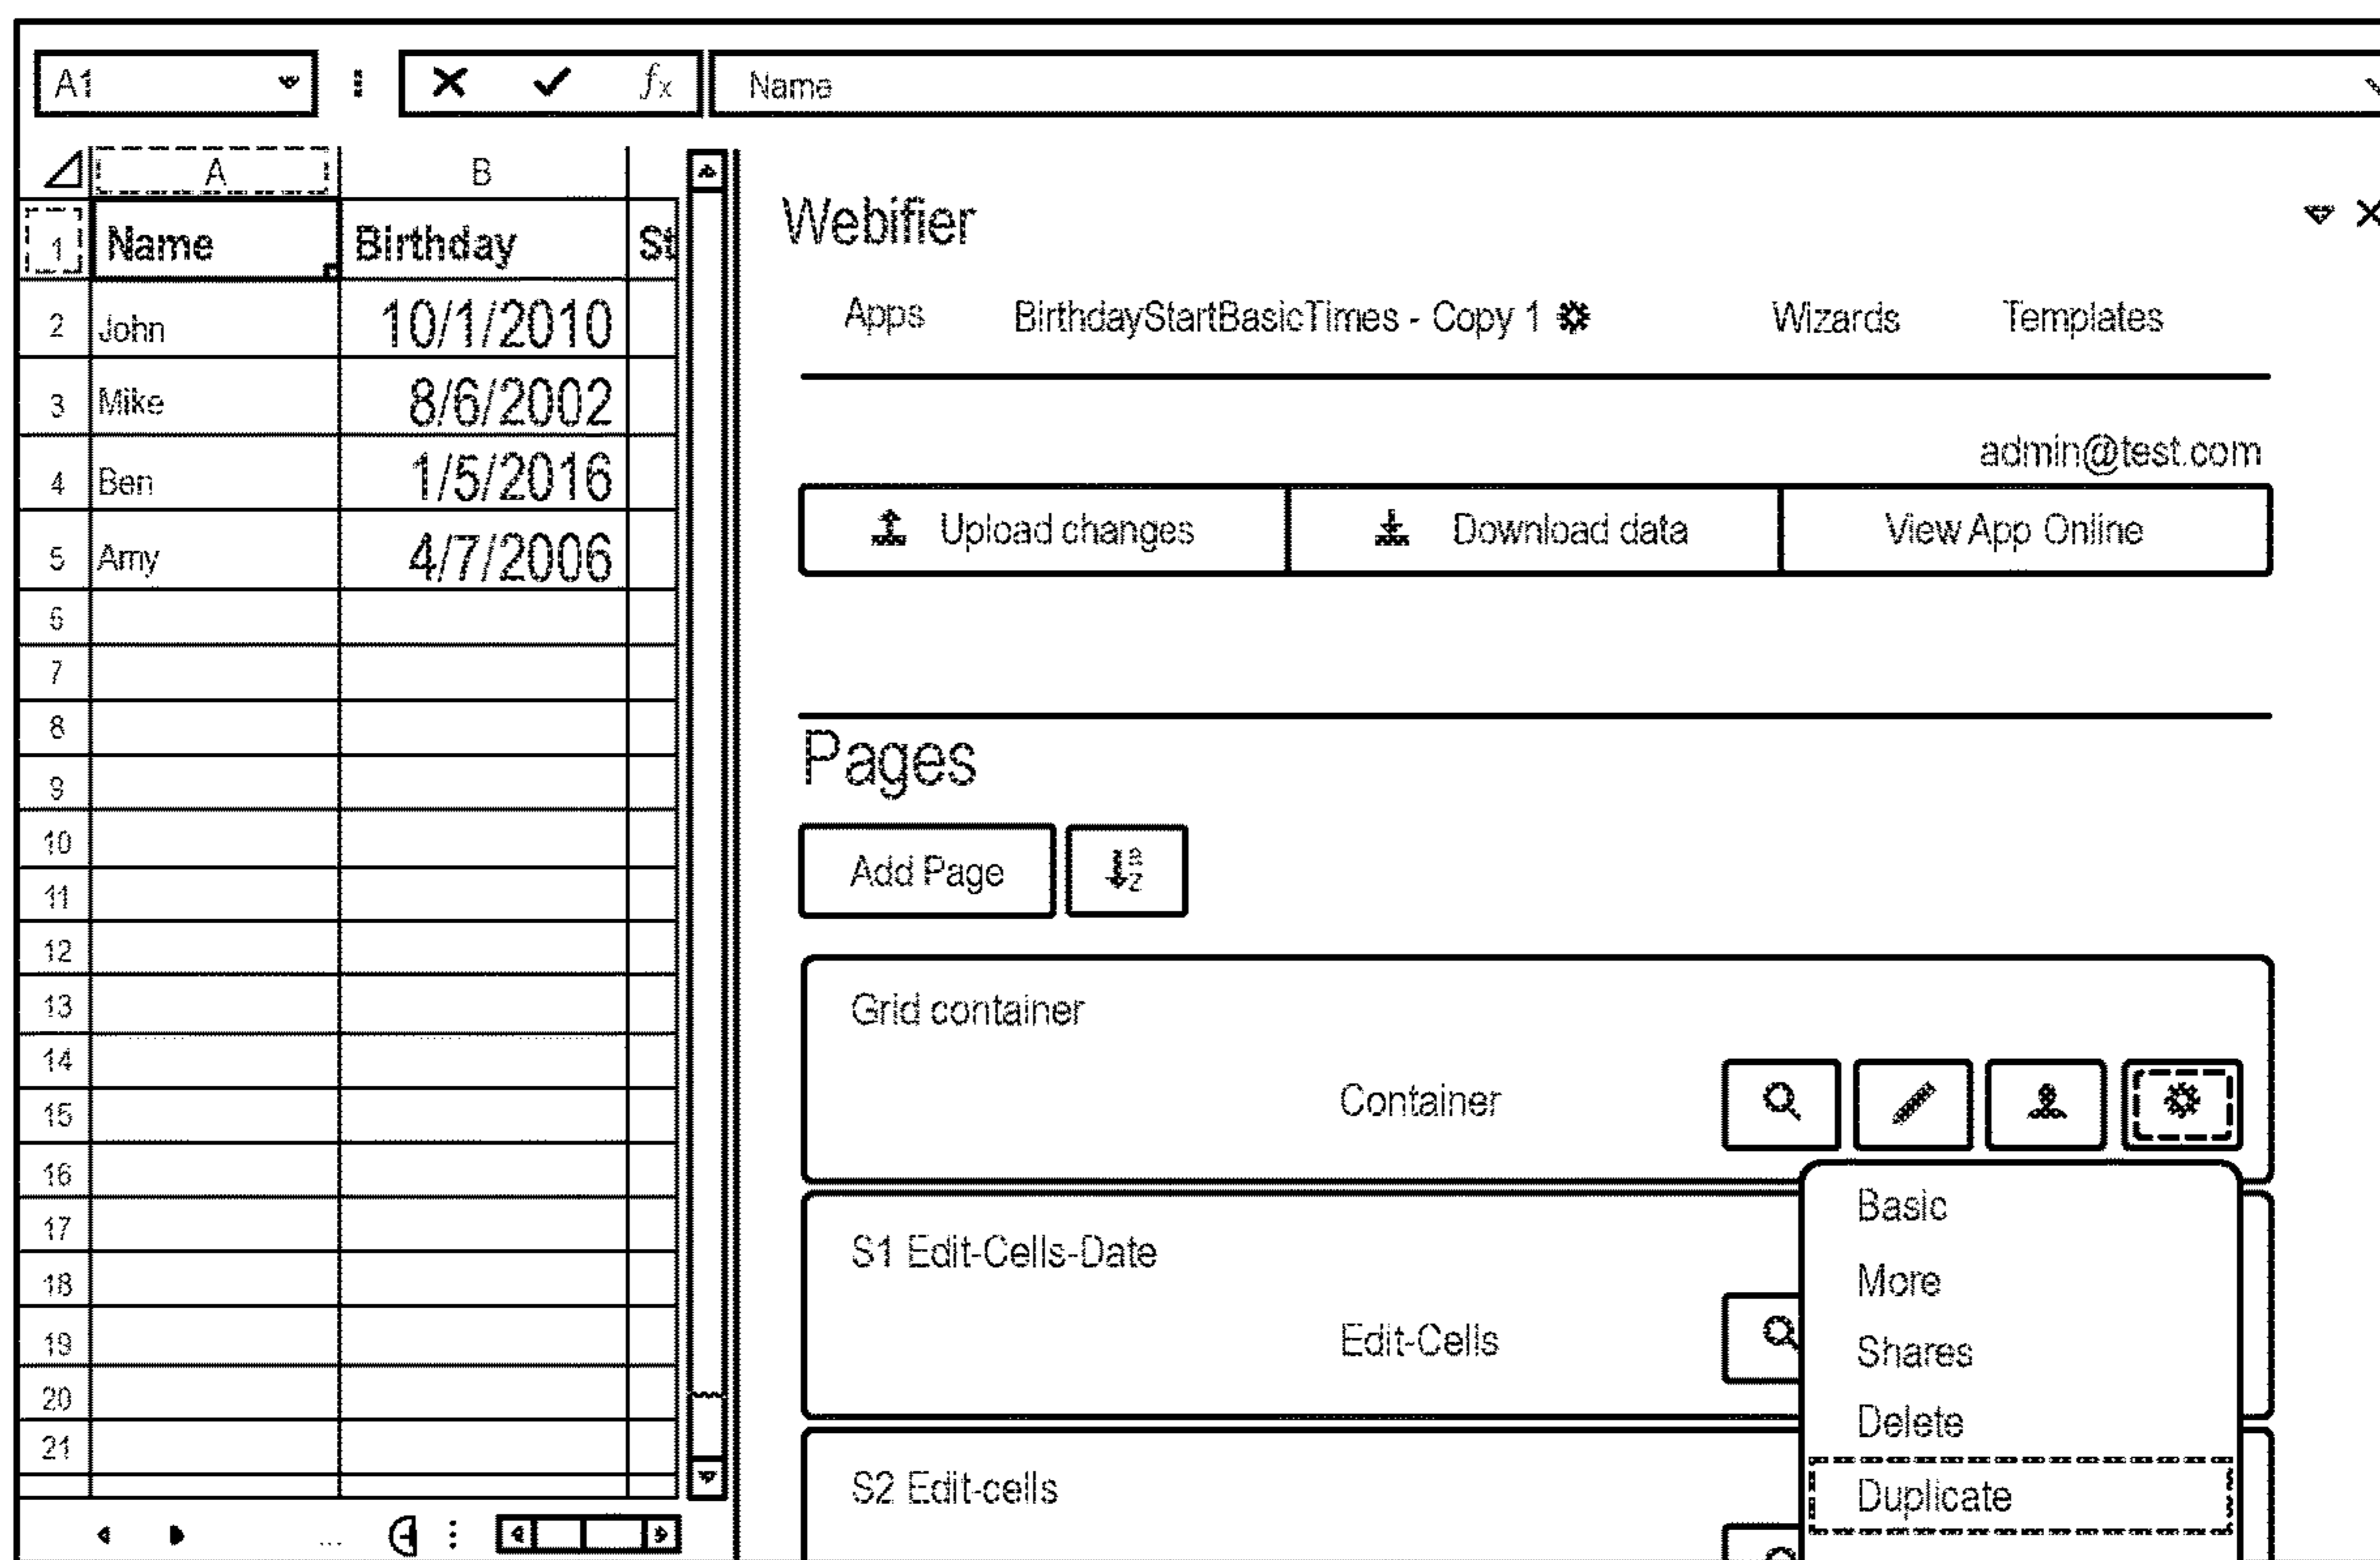 A1 fx Name
A B
1 Name Birthday St
2 John 10/1/2010
3 Mike 8/6/2002
4 Ben 1/5/2016
5 Amy 4/7/2006
6
7
8
9
10
11
12
13
14
15
16
17
18
19
20
21
...
Webifier
Apps BirthdayStartBasicTimes - Copy 1 Wizards Templates
admin@test.com
Upload changes Download data View App Online
Pages
Add Page
Grid container
Container
S1 Edit-Cells-Date
Edit-Cells
S2 Edit-cells
Basic
More
Shares
Delete
Duplicate